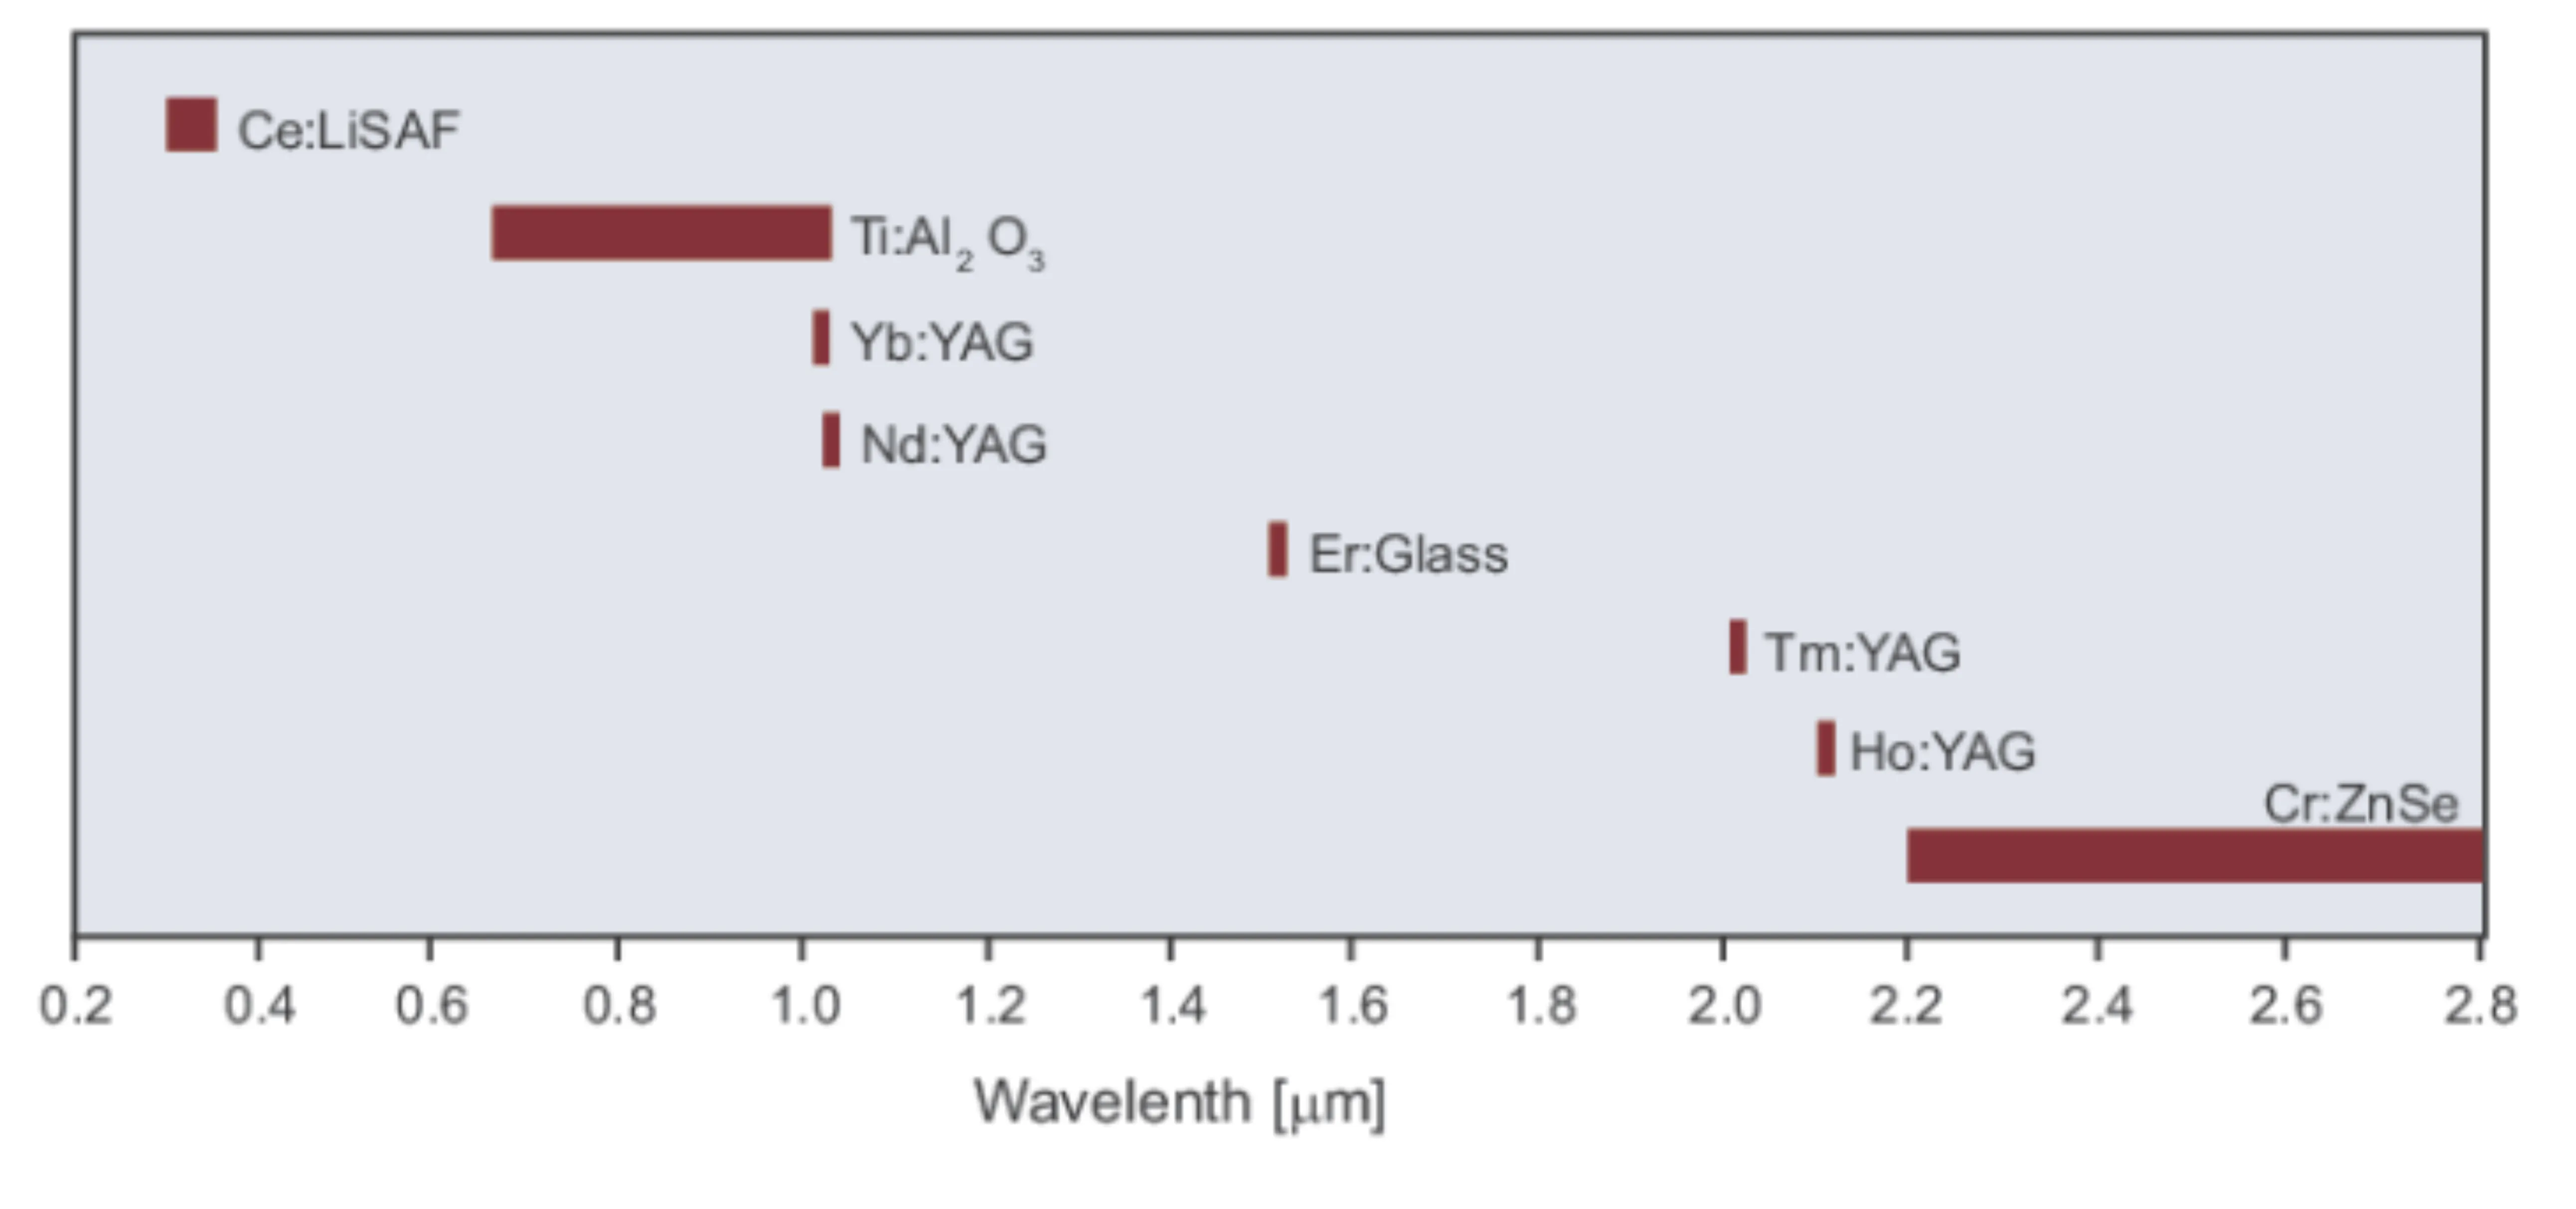 Ce:LiSAF
Ti:Al₂ O₃
Yb:YAG
Nd:YAG
Er:Glass
Tm:YAG
Ho:YAG
Cr:ZnSe
0.2 0.4 0.6 0.8 1.0 1.2 1.4 1.6 1.8 2.0 2.2 2.4 2.6 2.8
Wavelenth [μm]